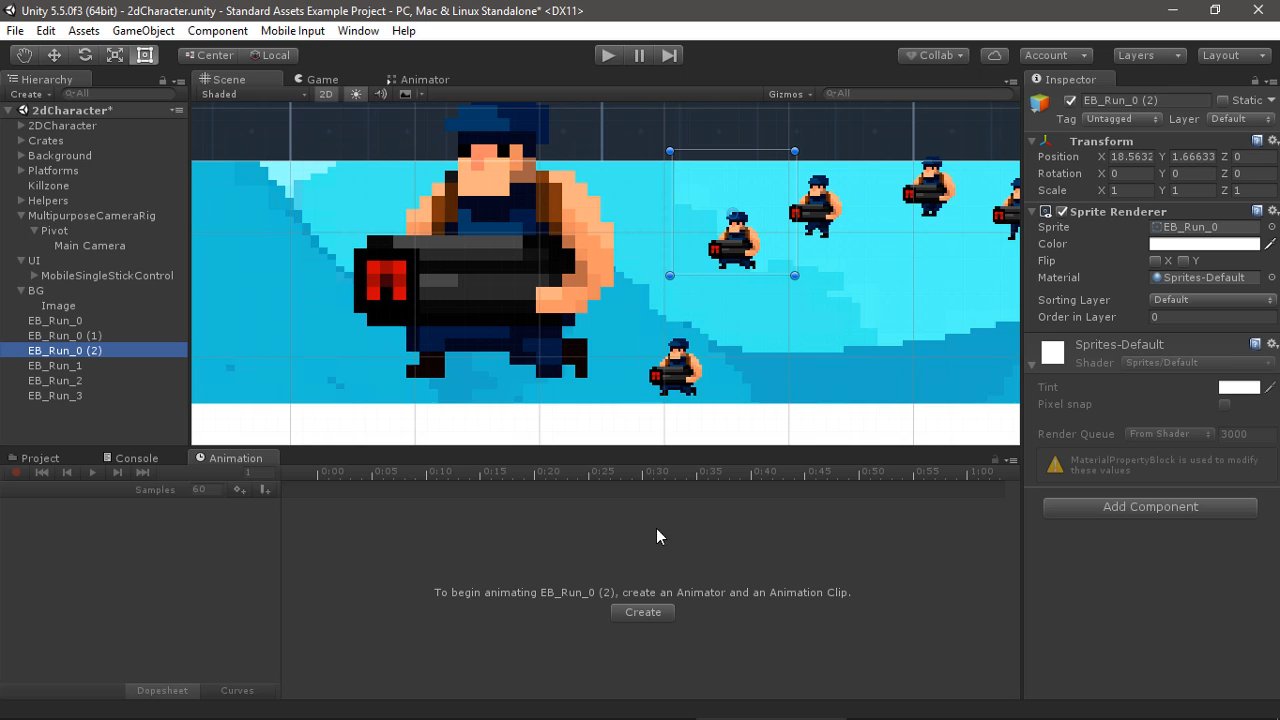 Unity 5.5.0f3 (64bit) - 2dCharacter.unity - Standard Assets Example Project - PC, Mac & Linux Standalone* <DX11>
File Edit Assets GameObject Component Mobile Input Window Help
Center Local Collab Account Layers Layout
Hierarchy
Create All
2dCharacter*
2DCharacter
Crates
Background
Platforms
Killzone
Helpers
MultipurposeCameraRig
Pivot
Main Camera
UI
MobileSingleStickControl
BG
Image
EB_Run_0
EB_Run_0 (1)
EB_Run_0 (2)
EB_Run_1
EB_Run_2
EB_Run_3
Scene Game Animator
Shaded 2D Gizmos All
Inspector
EB_Run_0 (2) Static
Tag Untagged Layer Default
Transform
Position X 18.5632 Y 1.66633 Z 0
Rotation X 0 Y 0 Z 0
Scale X 1 Y 1 Z 1
Sprite Renderer
Sprite EB_Run_0
Color
Flip X Y
Material Sprites-Default
Sorting Layer Default
Order in Layer 0
Sprites-Default
Shader Sprites/Default
Tint
Pixel snap
Render Queue From Shader 3000
MaterialPropertyBlock is used to modify
these values
Add Component
Project Console Animation
1 0:00 0:05 0:10 0:15 0:20 0:25 0:30 0:35 0:40 0:45 0:50 0:55 1:00
Samples 60
To begin animating EB_Run_0 (2), create an Animator and an Animation Clip.
Create
Dopesheet Curves